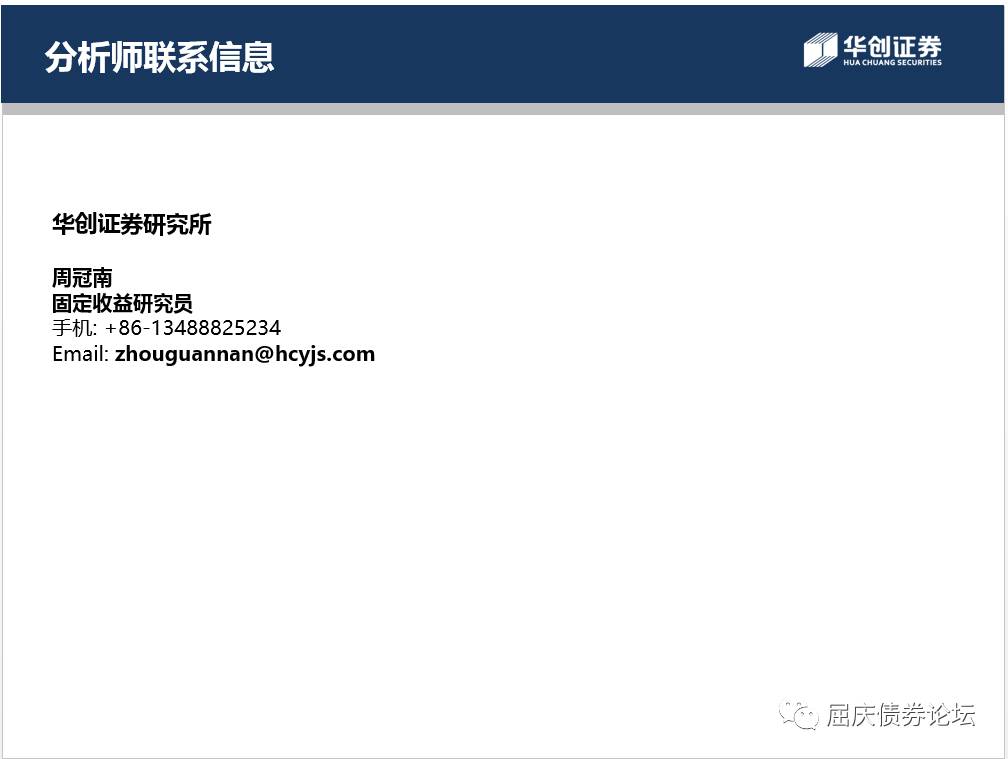 分析师联系信息
华创证券
HUA CHUANG SECURITIES
华创证券研究所
周冠南
固定收益研究员
手机: +86-13488825234
Email: zhouguannan@hcyjs.com
屈庆债券论坛